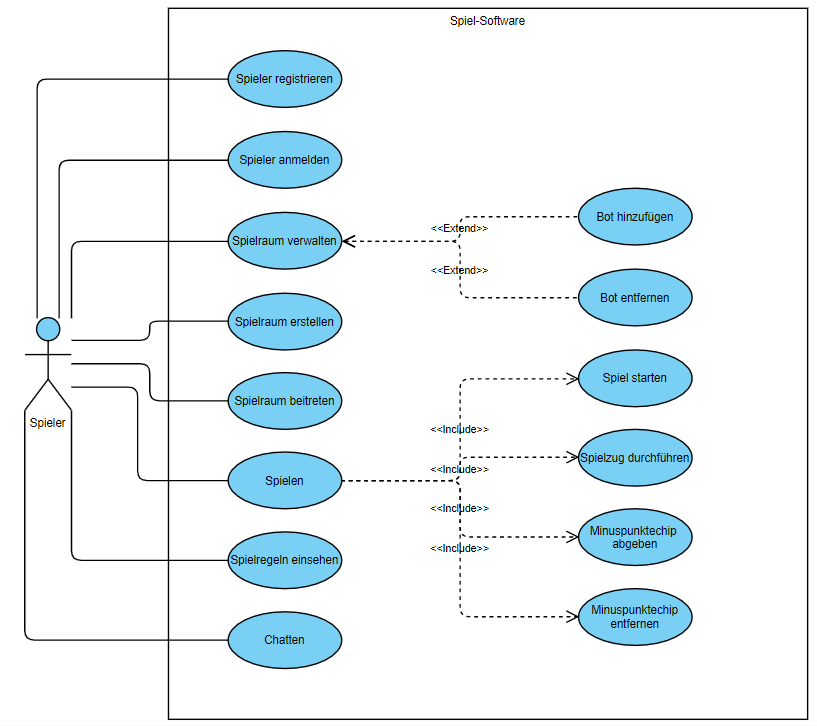 Spiel-Software
Spieler registrieren
Spieler anmelden
Spielraum verwalten
<<Extend>>
<<Extend>>
Bot hinzufügen
Bot entfernen
Spielraum erstellen
Spielraum beitreten
Spieler
Spielen
<<Include>>
<<Include>>
<<Include>>
<<Include>>
Spiel starten
Spielzug durchführen
Minuspunktechip
abgeben
Minuspunktechip
entfernen
Spielregeln einsehen
Chatten